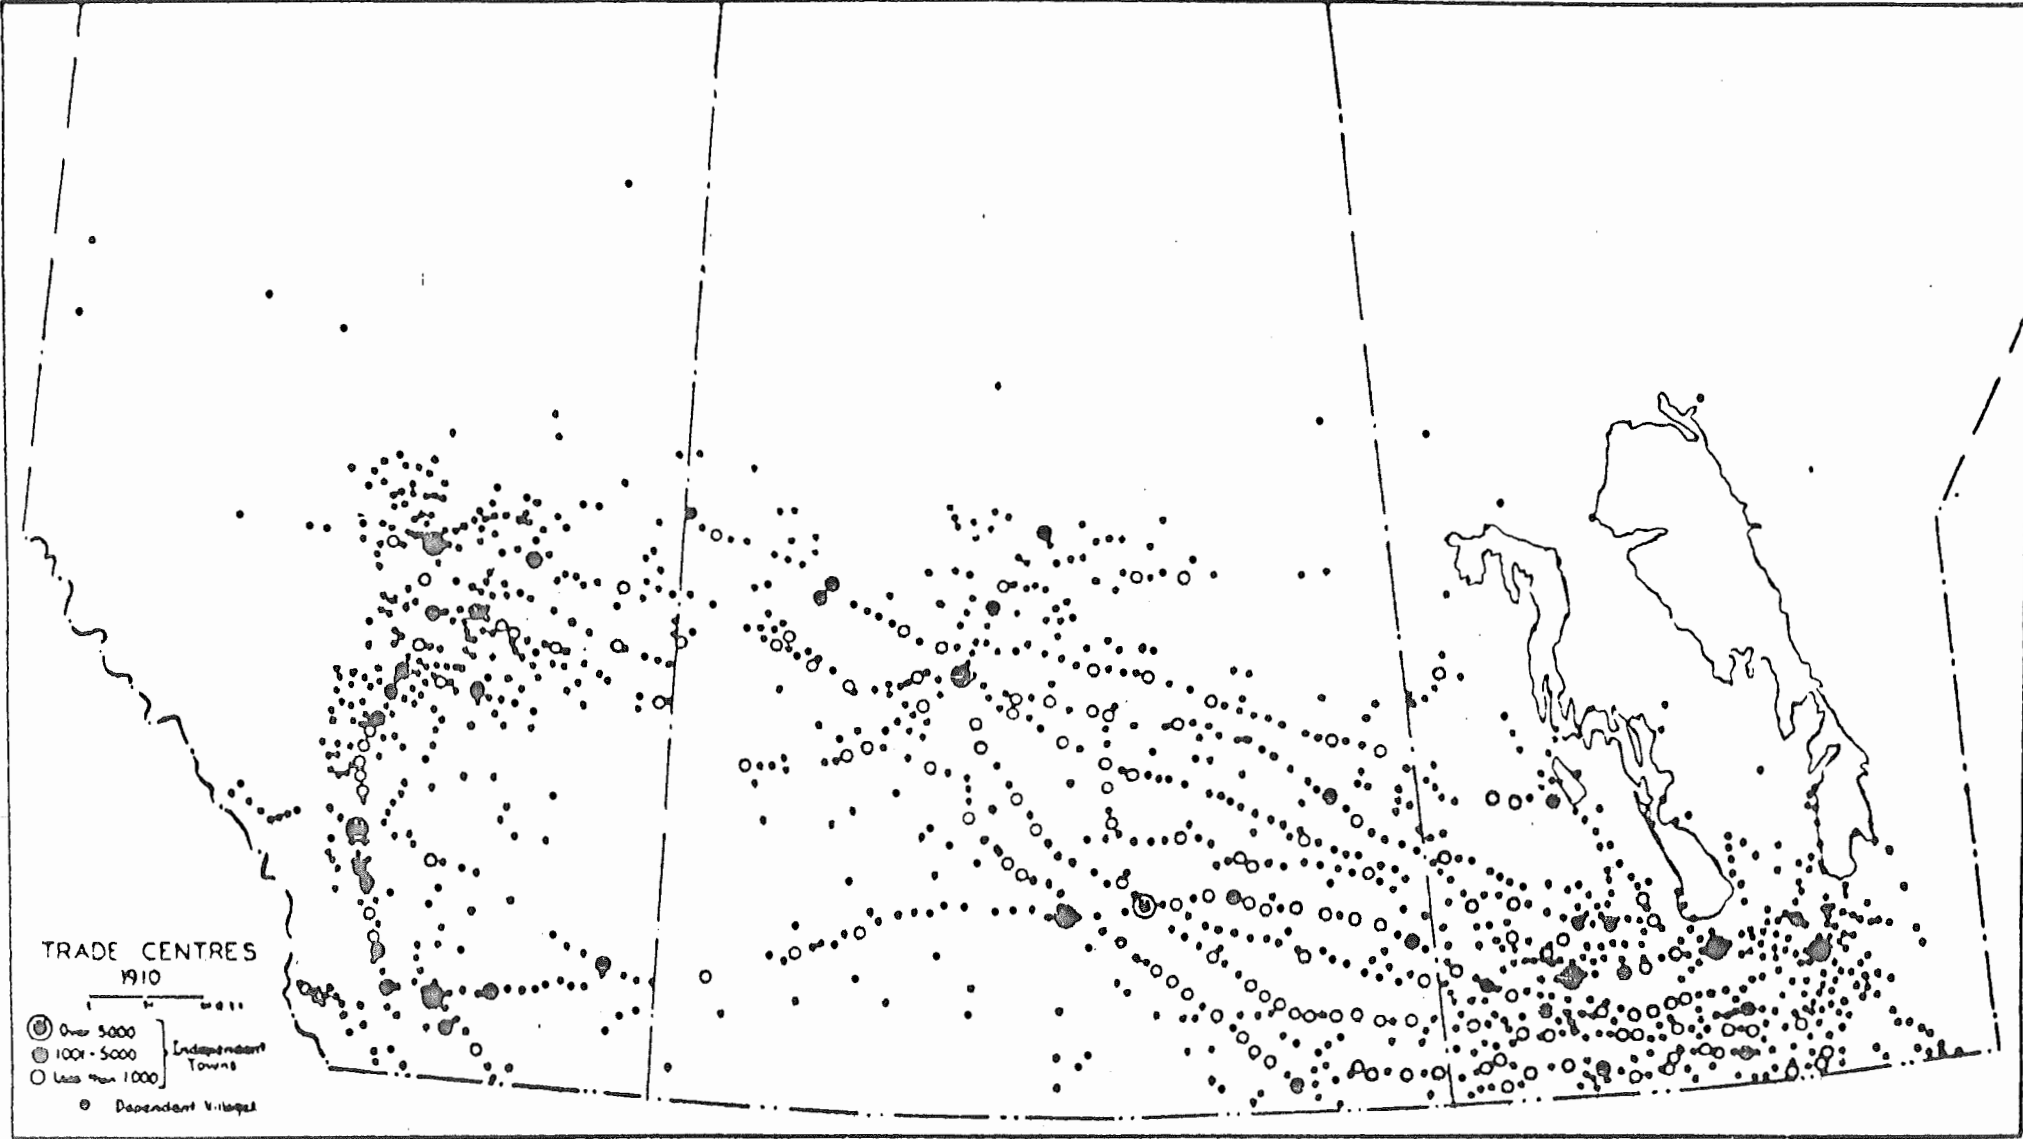 TRADE CENTRES
1910
Over 5000
1001 - 5000
Less than 1000
Independent
Towns
Dependent Villages